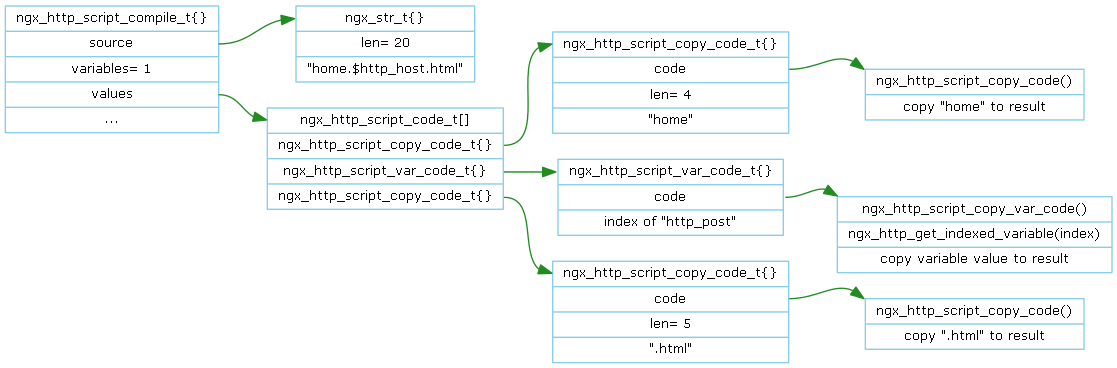 ngx_http_script_compile_t{}
source
variables= 1
values
...
ngx_str_t{}
len= 20
"home.$http_host.html"
ngx_http_script_code_t[]
ngx_http_script_copy_code_t{}
ngx_http_script_var_code_t{}
ngx_http_script_copy_code_t{}
ngx_http_script_copy_code_t{}
code
len= 4
"home"
ngx_http_script_var_code_t{}
code
index of "http_post"
ngx_http_script_copy_code_t{}
code
len= 5
".html"
ngx_http_script_copy_code()
copy "home" to result
ngx_http_script_copy_var_code()
ngx_http_get_indexed_variable(index)
copy variable value to result
ngx_http_script_copy_code()
copy ".html" to result